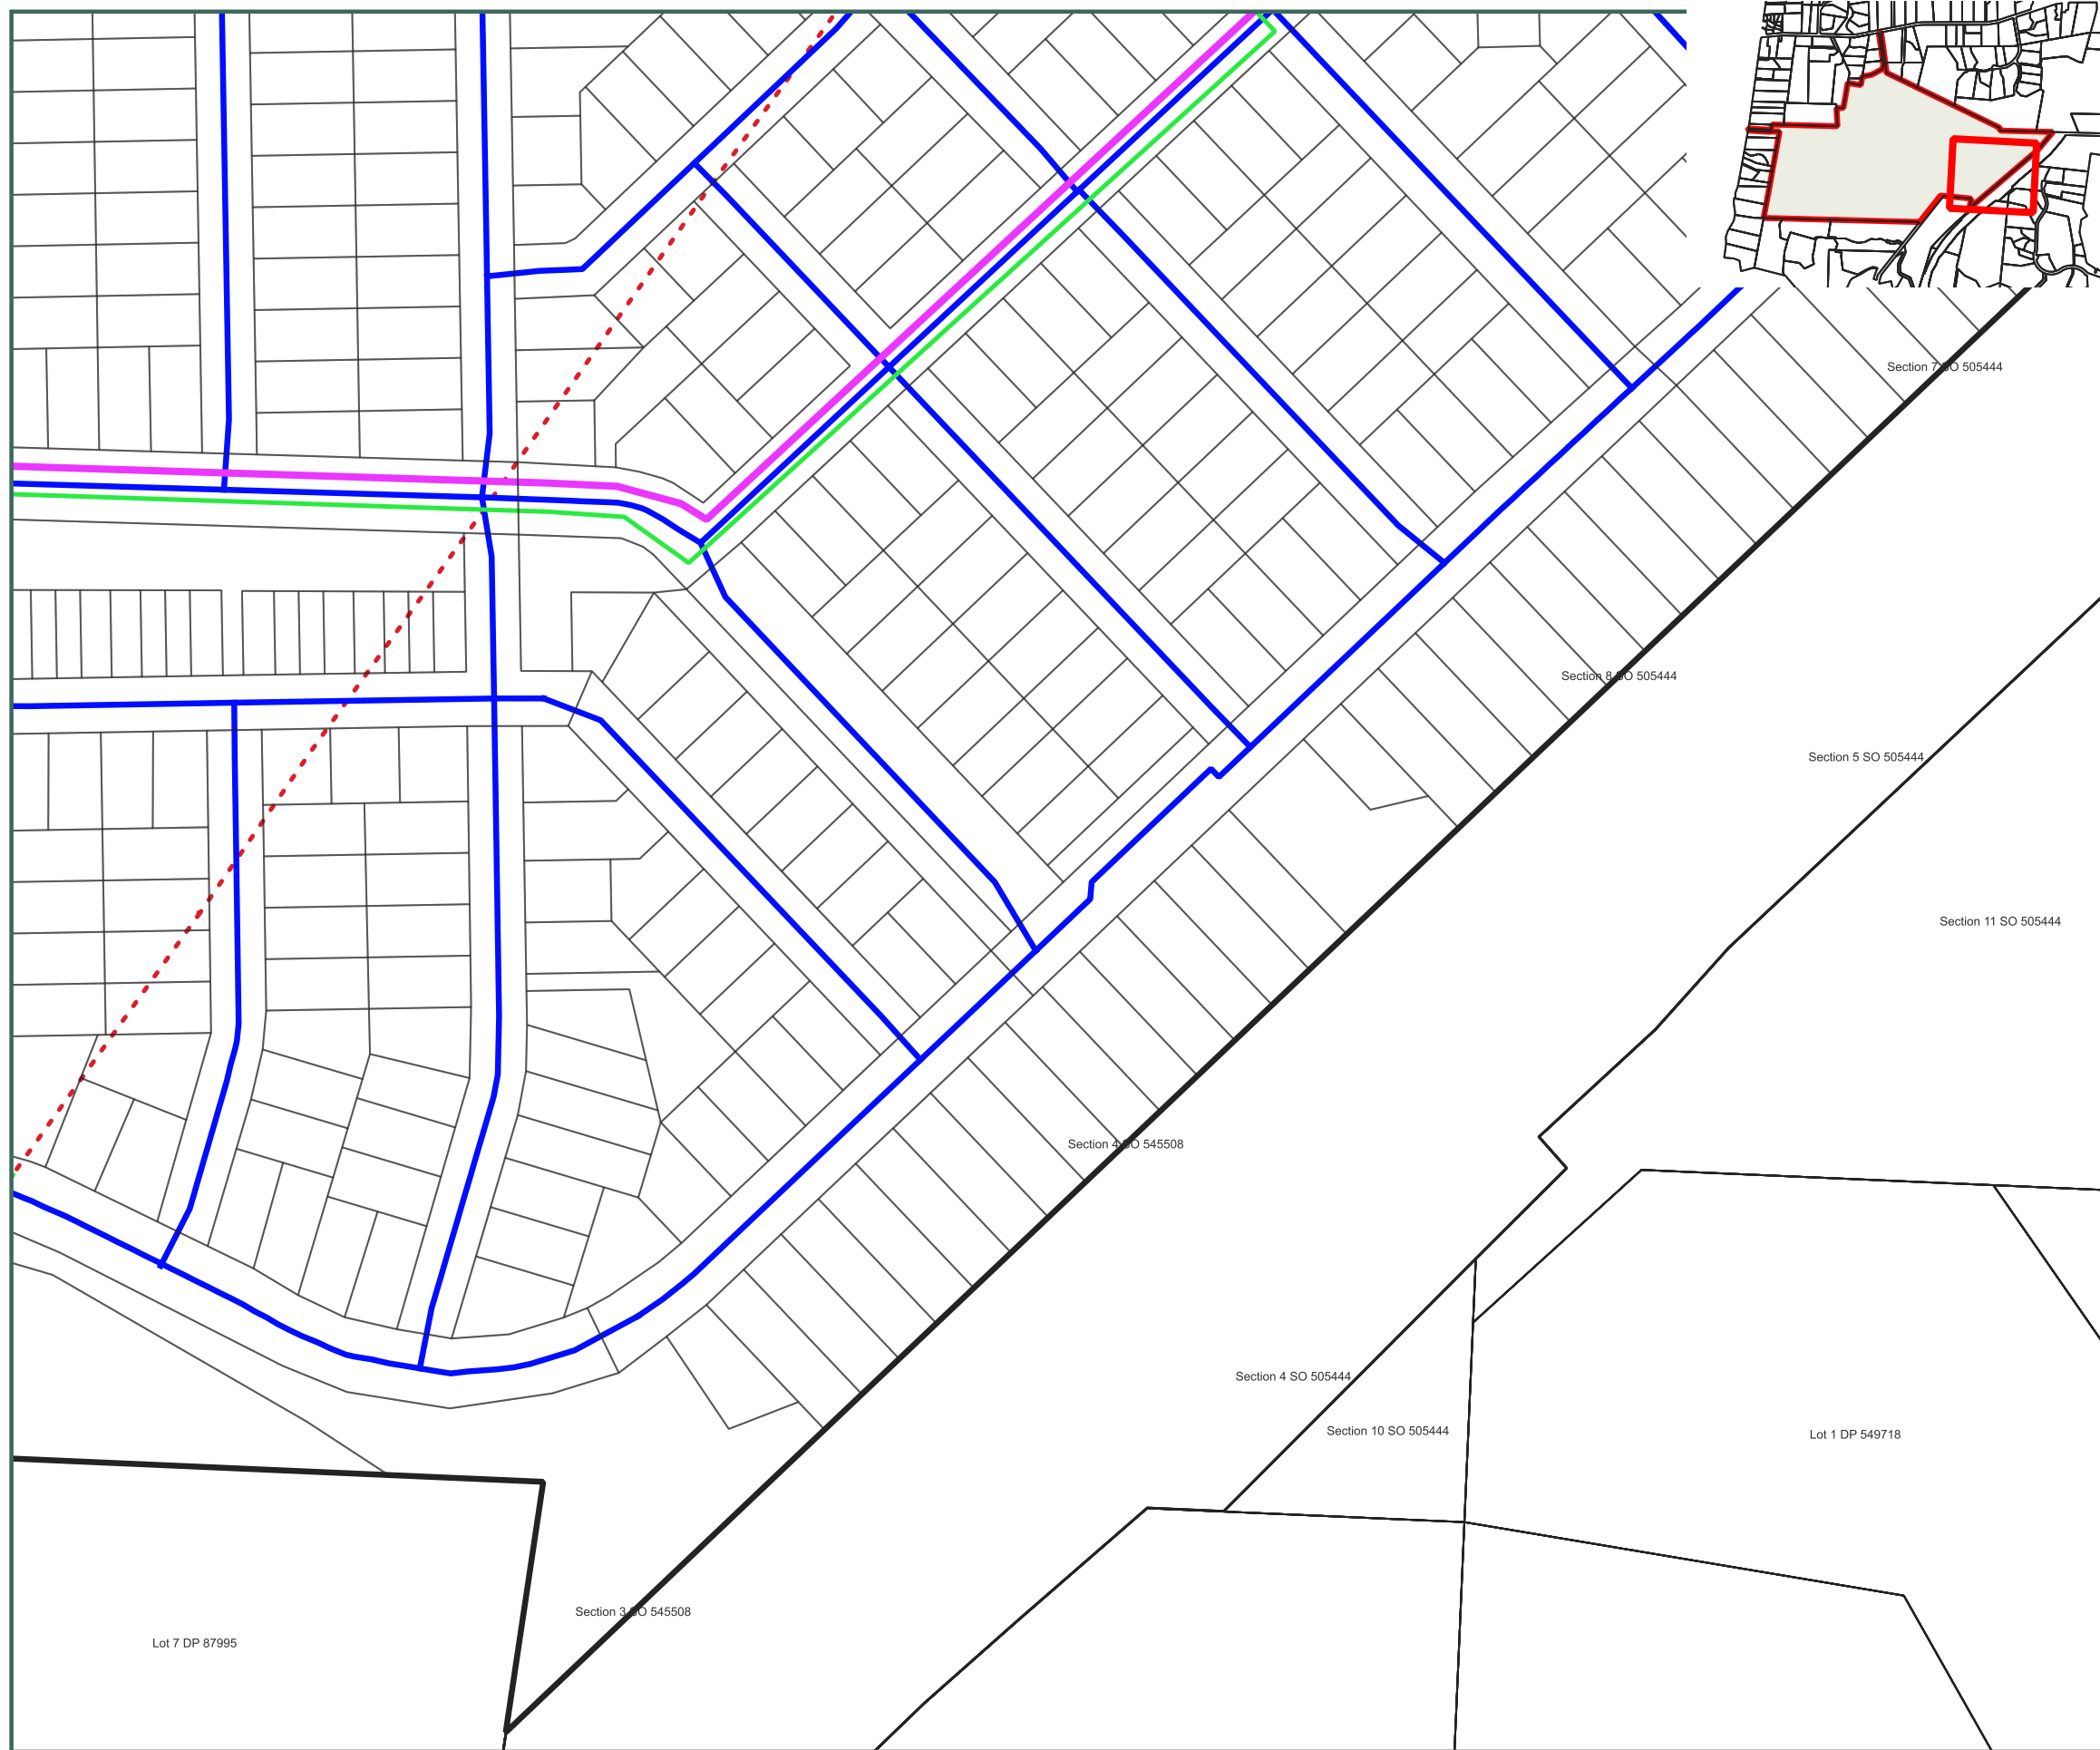 Section 7 SO 505444
Section 8 SO 505444
Section 5 SO 505444
Section 11 SO 505444
Section 4 SO 545508
Section 4 SO 505444
Section 10 SO 505444
Lot 1 DP 549718
Section 3 SO 545508
Lot 7 DP 87995